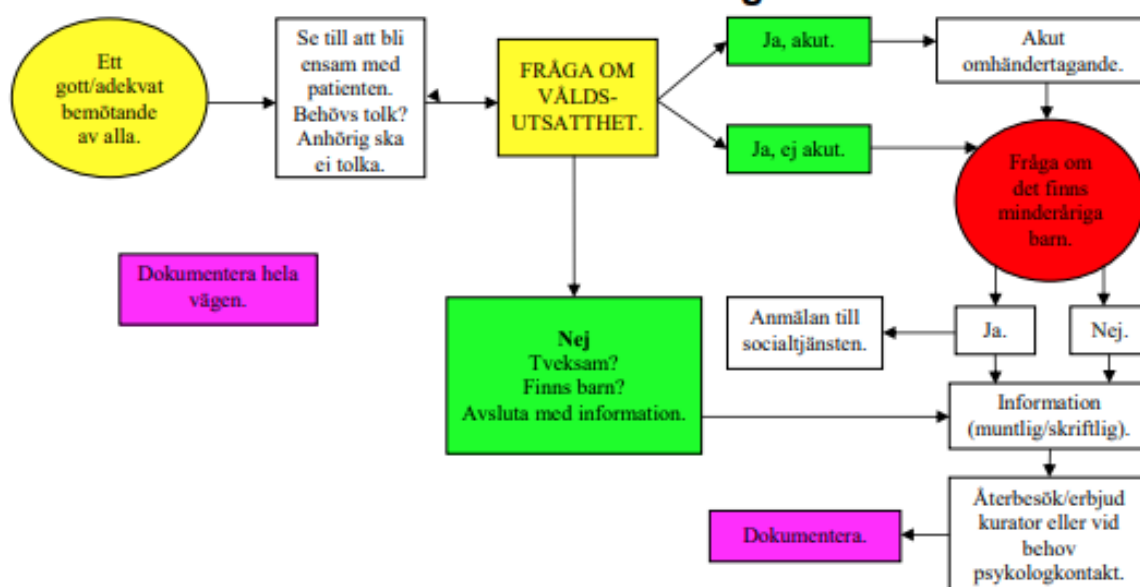 Ett
gott/adekvat
bemötande
av alla.
Se till att bli
ensam med
patienten.
Behövs tolk?
Anhörig ska
ei tolka.
FRÅGA OM
VÅLDS-
UTSATTHET.
Ja, akut.
Akut
omhändertagande.
Ja, ej akut.
Fråga om
det finns
minderåriga
barn.
Dokumentera hela
vägen.
Nej
Tveksam?
Finns barn?
Avsluta med information.
Anmälan till
socialtjänsten.
Ja.
Nej.
Information
(muntlig/skriftlig).
Återbesök/erbjud
kurator eller vid
behov
psykologkontakt.
Dokumentera.